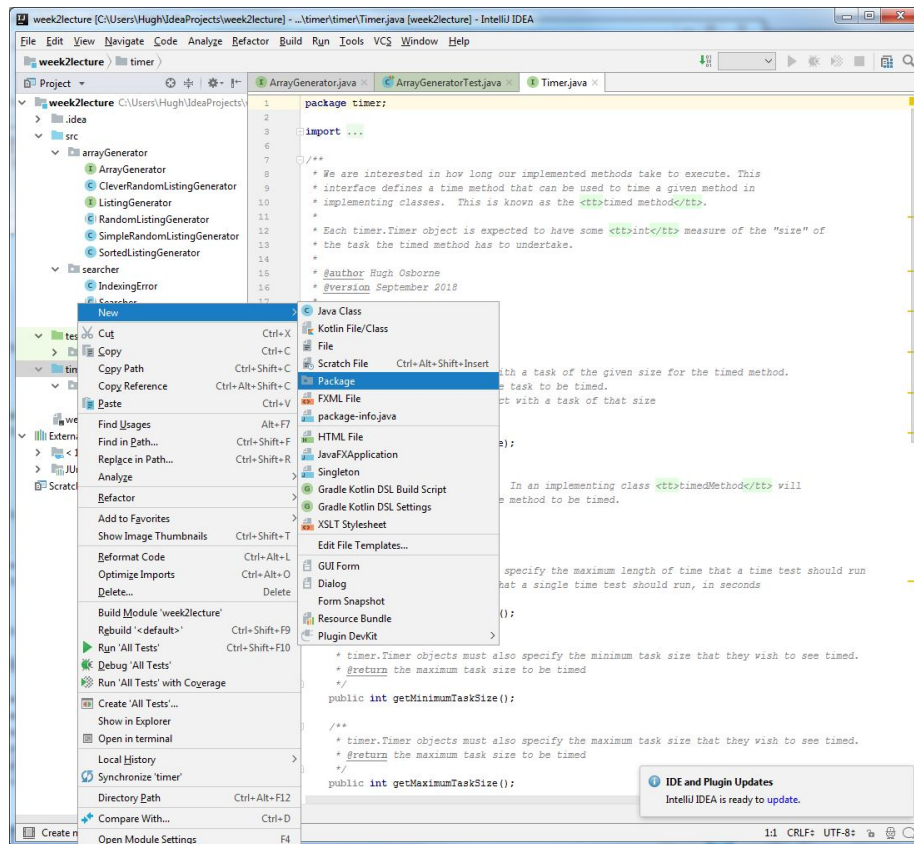 week2lecture [C:\Users\Hugh\IdeaProjects\week2lecture] - ...\timer\timer\Timer.java [week2lecture] - IntelliJ IDEA
File Edit View Navigate Code Analyze Refactor Build Run Tools VCS Window Help
week2lecture timer
Project
ArrayGenerator.java ArrayGeneratorTest.java Timer.java
week2lecture C:\Users\Hugh\IdeaProjects\
.idea
src
arrayGenerator
ArrayGenerator
CleverRandomListingGenerator
ListingGenerator
RandomListingGenerator
SimpleRandomListingGenerator
SortedListingGenerator
searcher
IndexingError
Searcher
tes
tim
we
Extern
< 1
JUn
Scratc
1 package timer;
2
3 import ...
6
7 /**
8 * We are interested in how long our implemented methods take to execute. This
9 * interface defines a time method that can be used to time a given method in
10 * implementing classes. This is known as the <tt>timed method</tt>.
11 *
12 * Each timer.Timer object is expected to have some <tt>int</tt> measure of the "size" of
13 * the task the timed method has to undertake.
14 *
15 * @author Hugh Osborne
16 * @version September 2018
17 *
ith a task of the given size for the timed method.
e task to be timed.
ct with a task of that size
e);
In an implementing class <tt>timedMethod</tt> will
e method to be timed.
specify the maximum length of time that a time test should run
hat a single time test should run, in seconds
();
* timer.Timer objects must also specify the minimum task size that they wish to see timed.
* @return the maximum task size to be timed
*/
public int getMinimumTaskSize();
/**
* timer.Timer objects must also specify the maximum task size that they wish to see timed.
* @return the maximum task size to be timed
*/
public int getMaximumTaskSize();
New
Cut Ctrl+X
Copy Ctrl+C
Copy Path Ctrl+Shift+C
Copy Reference Ctrl+Alt+Shift+C
Paste Ctrl+V
Find Usages Alt+F7
Find in Path... Ctrl+Shift+F
Replace in Path... Ctrl+Shift+R
Analyze
Refactor
Add to Favorites
Show Image Thumbnails Ctrl+Shift+T
Reformat Code Ctrl+Alt+L
Optimize Imports Ctrl+Alt+O
Delete... Delete
Build Module 'week2lecture'
Rebuild '<default>' Ctrl+Shift+F9
Run 'All Tests' Ctrl+Shift+F10
Debug 'All Tests'
Run 'All Tests' with Coverage
Create 'All Tests'...
Show in Explorer
Open in terminal
Local History
Synchronize 'timer'
Directory Path Ctrl+Alt+F12
Compare With... Ctrl+D
Open Module Settings F4
Java Class
Kotlin File/Class
File
Scratch File Ctrl+Alt+Shift+Insert
Package
FXML File
package-info.java
HTML File
JavaFXApplication
Singleton
Gradle Kotlin DSL Build Script
Gradle Kotlin DSL Settings
XSLT Stylesheet
Edit File Templates...
GUI Form
Dialog
Form Snapshot
Resource Bundle
Plugin DevKit
IDE and Plugin Updates
IntelliJ IDEA is ready to update.
Create n
1:1 CRLF UTF-8